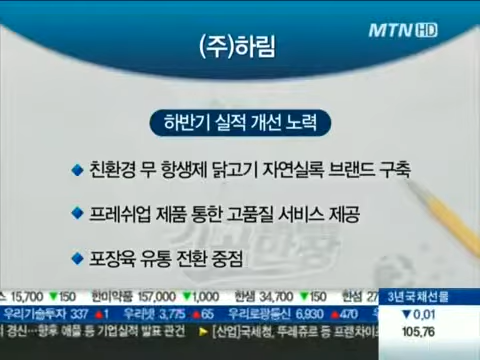 (주)하림
MTN HD
하반기 실적 개선 노력
친환경 무 항생제 닭고기 자연실록 브랜드 구축
프레쉬업 제품 통한 고품질 서비스 제공
포장육 유통 전환 중점
스 15,700 ▼150 한미약품 157,000 ▼1,000 한샘 34,700 ▼150 한섬 27
3년국채선물
우리기술투자 337 ▲1 우리넷 3,775 ▲65 우리로광통신 6,930 ▲470
▼0,01
경신…향후 애플 등 기업실적 발표 관건 ▶ [산업]국세청, 뚜레쥬르 등 프랜차이즈
105,76